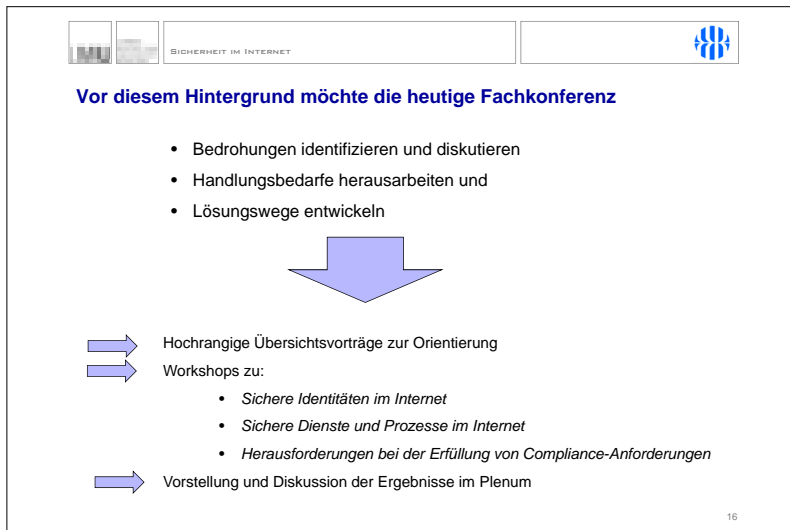 SICHERHEIT IM INTERNET
Vor diesem Hintergrund möchte die heutige Fachkonferenz
• Bedrohungen identifizieren und diskutieren
• Handlungsbedarfe herausarbeiten und
• Lösungswege entwickeln
Hochrangige Übersichtsvorträge zur Orientierung
Workshops zu:
• Sichere Identitäten im Internet
• Sichere Dienste und Prozesse im Internet
• Herausforderungen bei der Erfüllung von Compliance-Anforderungen
Vorstellung und Diskussion der Ergebnisse im Plenum
16